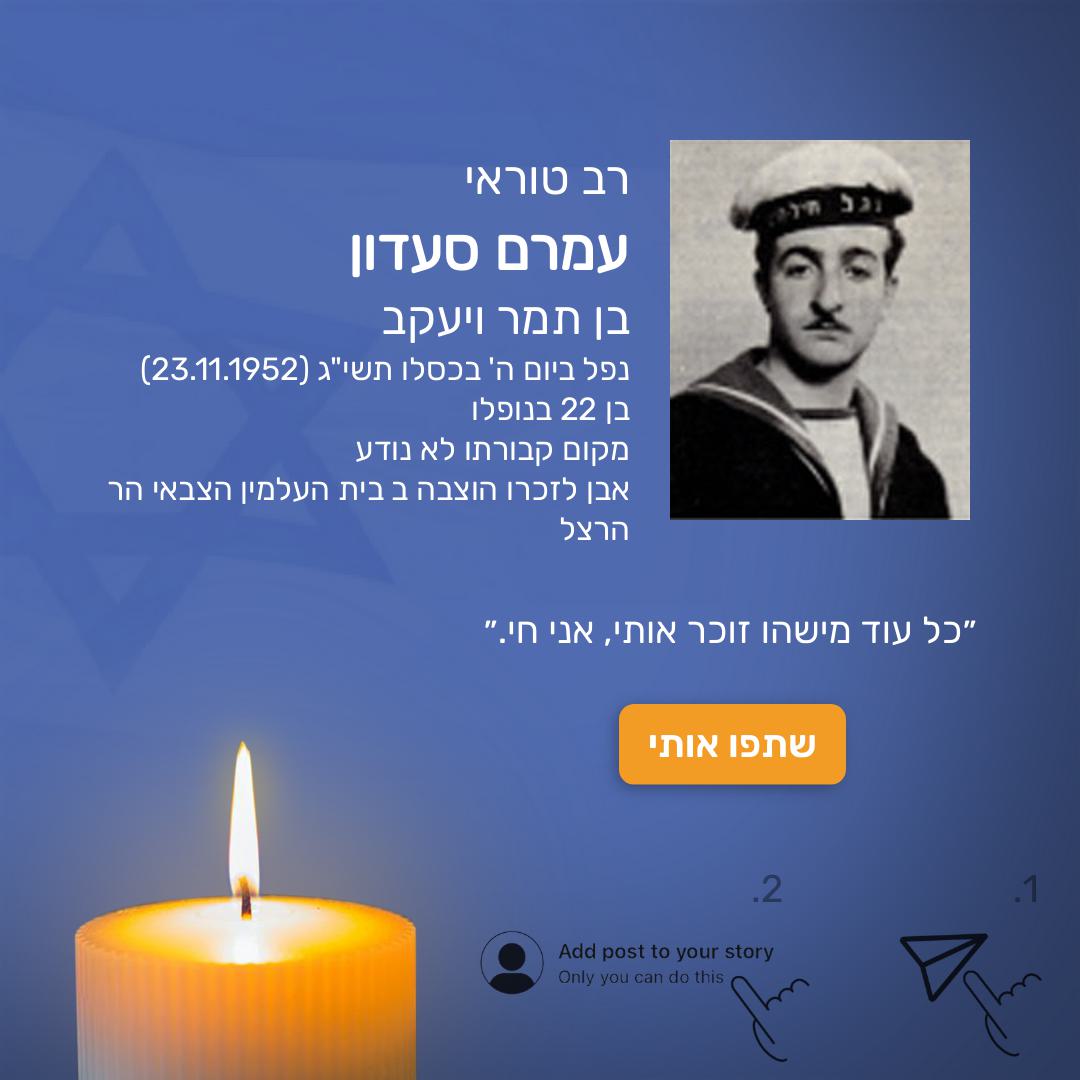 רב טוראי
עמרם סעדון
בן תמר ויעקב
נפל ביום ה' בכסלו תשי"ג (23.11.1952)
בן 22 בנופלו
מקום קבורתו לא נודע
אבן לזכרו הוצבה ב בית העלמין הצבאי הר
הרצל
״כל עוד מישהו זוכר אותי, אני חי.״
שתפו אותי
1.
2.
Add post to your story
Only you can do this